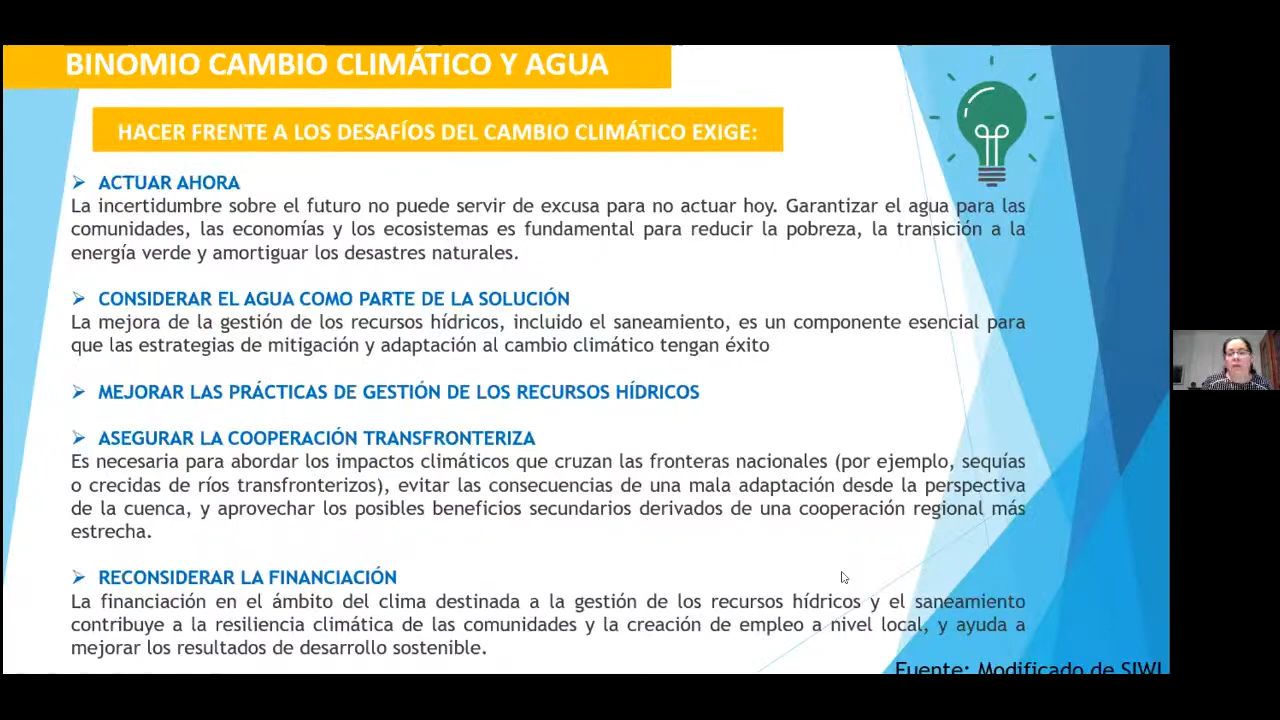 BINOMIO CAMBIO CLIMÁTICO Y AGUA
HACER FRENTE A LOS DESAFÍOS DEL CAMBIO CLIMÁTICO EXIGE:
➢ ACTUAR AHORA
La incertidumbre sobre el futuro no puede servir de excusa para no actuar hoy. Garantizar el agua para las
comunidades, las economías y los ecosistemas es fundamental para reducir la pobreza, la transición a la
energía verde y amortiguar los desastres naturales.
➢ CONSIDERAR EL AGUA COMO PARTE DE LA SOLUCIÓN
La mejora de la gestión de los recursos hídricos, incluido el saneamiento, es un componente esencial para
que las estrategias de mitigación y adaptación al cambio climático tengan éxito
➢ MEJORAR LAS PRÁCTICAS DE GESTIÓN DE LOS RECURSOS HÍDRICOS
➢ ASEGURAR LA COOPERACIÓN TRANSFRONTERIZA
Es necesaria para abordar los impactos climáticos que cruzan las fronteras nacionales (por ejemplo, sequías
o crecidas de ríos transfronterizos), evitar las consecuencias de una mala adaptación desde la perspectiva
de la cuenca, y aprovechar los posibles beneficios secundarios derivados de una cooperación regional más
estrecha.
➢ RECONSIDERAR LA FINANCIACIÓN
La financiación en el ámbito del clima destinada a la gestión de los recursos hídricos y el saneamiento
contribuye a la resiliencia climática de las comunidades y la creación de empleo a nivel local, y ayuda a
mejorar los resultados de desarrollo sostenible.
Fuente: Modificado de SIWI